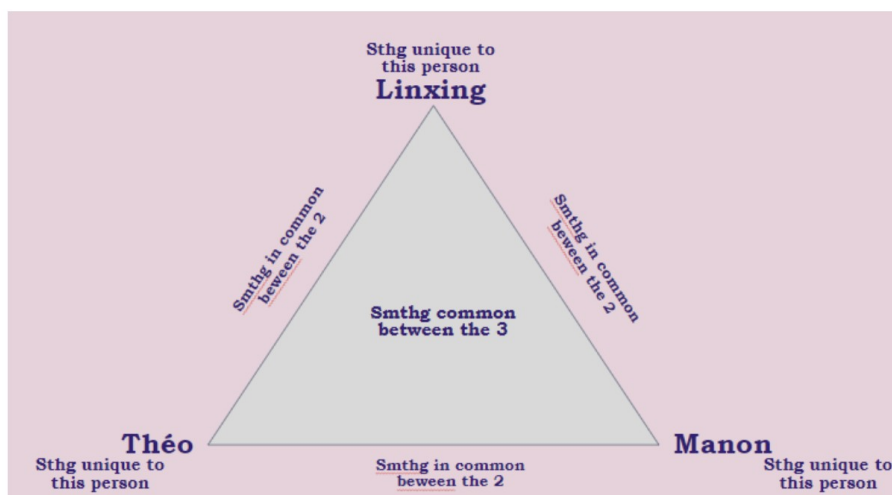 Sthg unique to
this person
Linxing
Smthg in common
beween the 2
Smthg in common
beween the 2
Smthg common
between the 3
Théo
Manon
Sthg unique to
this person
Smthg in common
beween the 2
Sthg unique to
this person